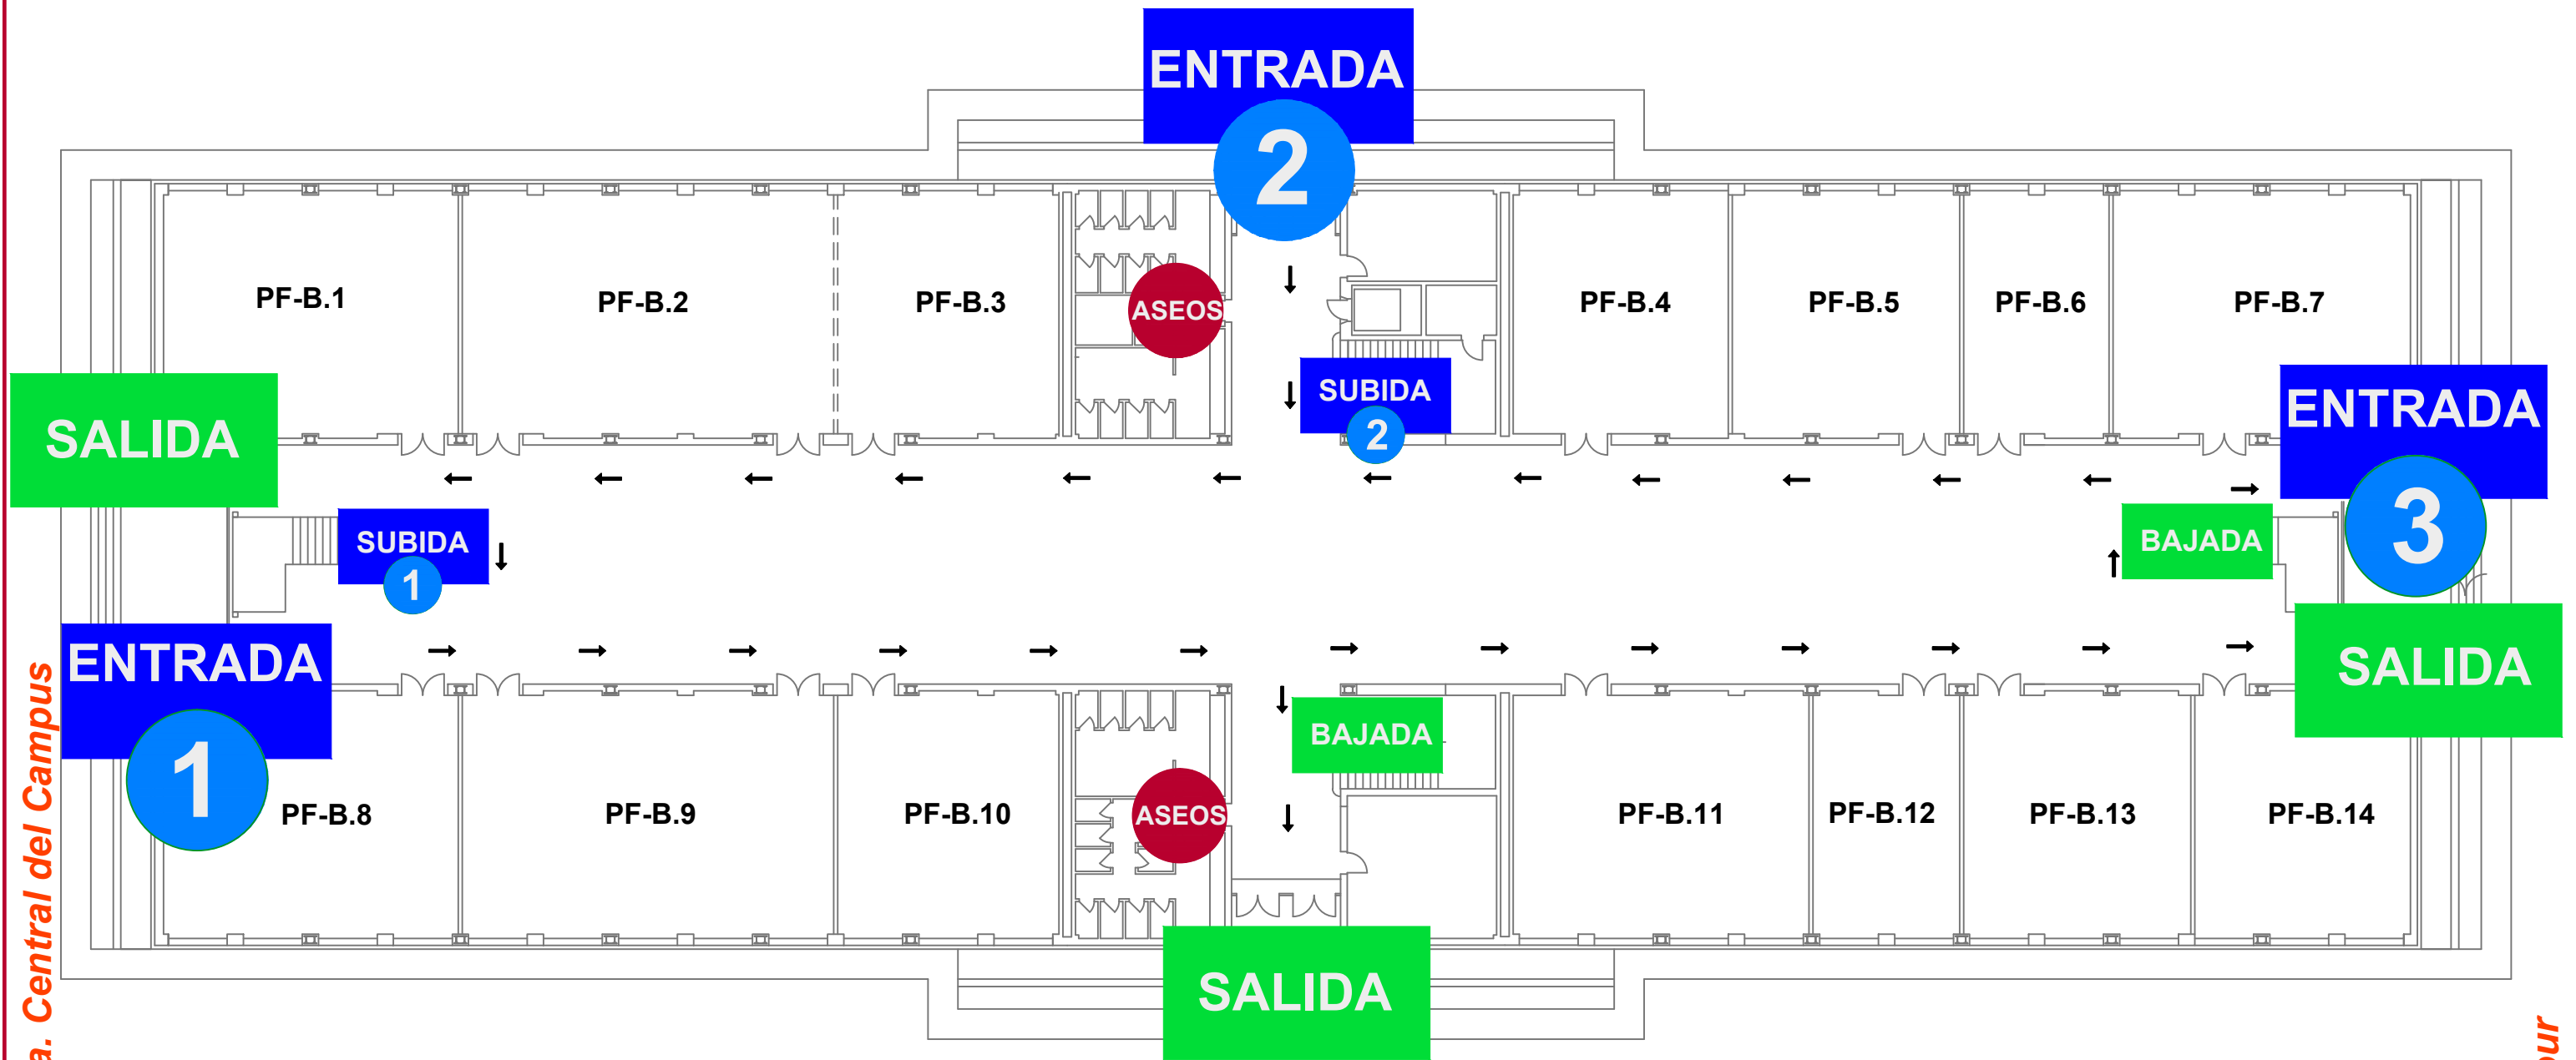 ENTRADA
2
PF-B.1
PF-B.2
PF-B.3
ASEOS
PF-B.4
PF-B.5
PF-B.6
PF-B.7
SALIDA
SUBIDA
2
ENTRADA
3
SUBIDA
1
BAJADA
ENTRADA
1
SALIDA
BAJADA
PF-B.8
PF-B.9
PF-B.10
ASEOS
PF-B.11
PF-B.12
PF-B.13
PF-B.14
SALIDA
Central del Campus